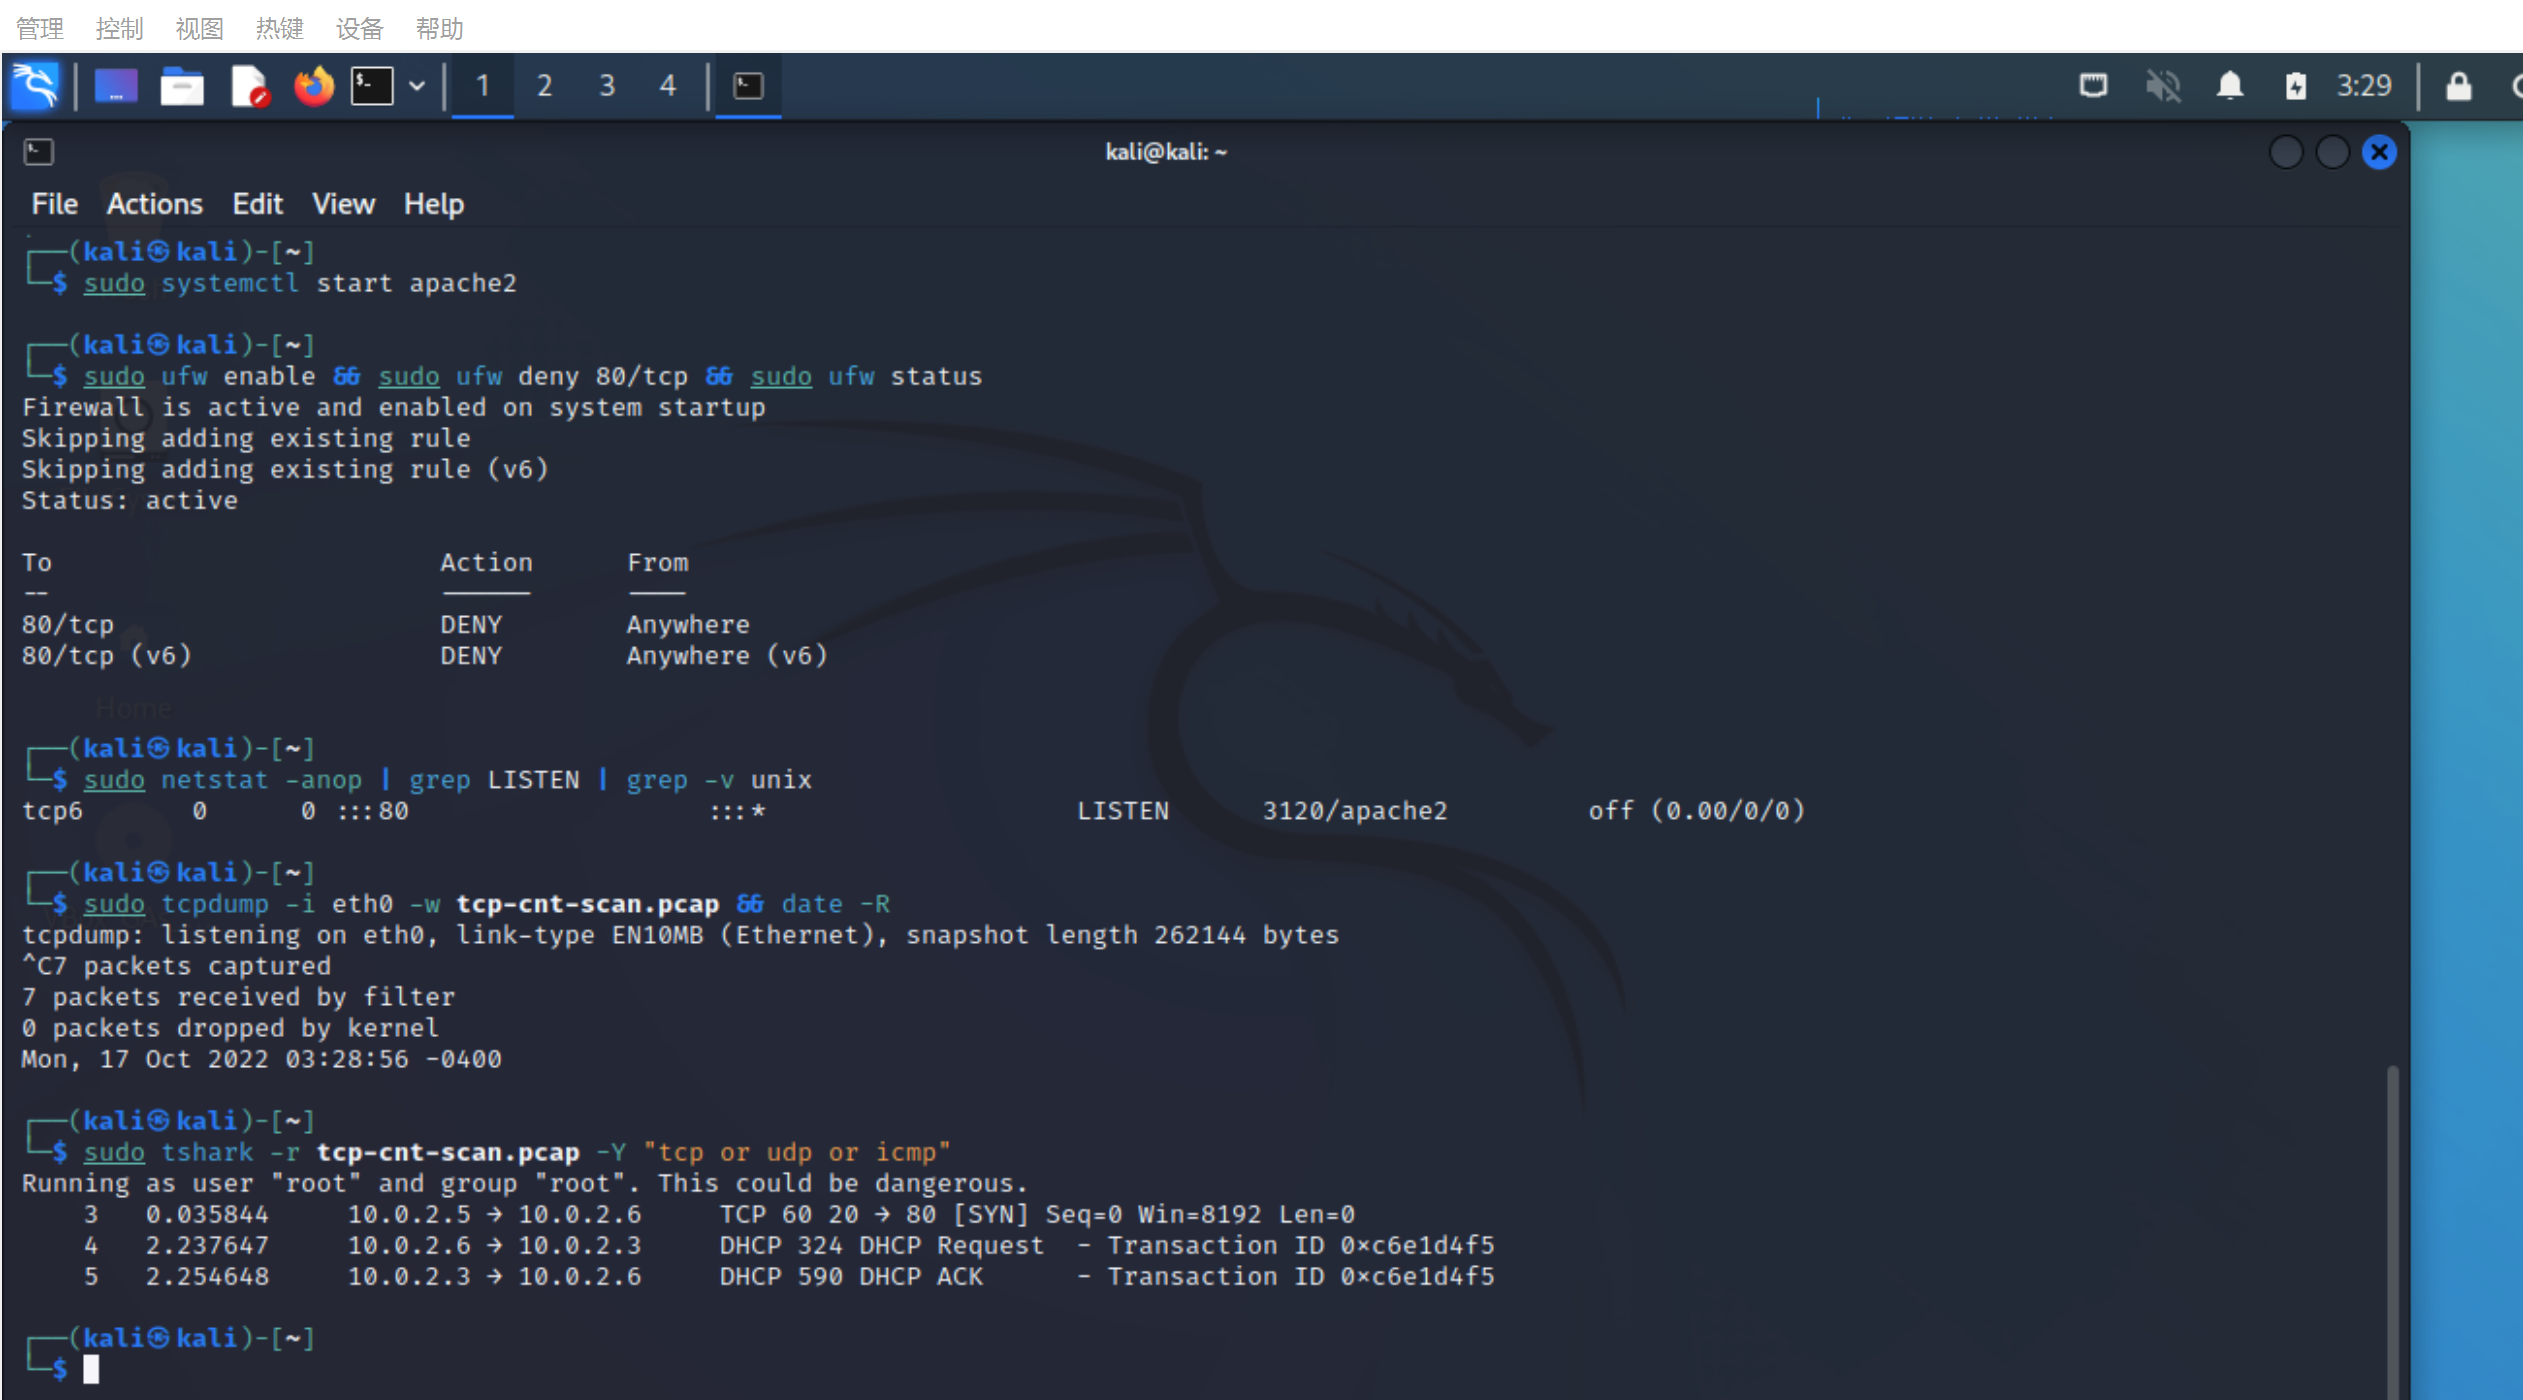 管理 控制 视图 热键 设备 帮助
1 2 3 4 3:29
kali@kali: ~
File Actions Edit View Help
┌──(kali㉿kali)-[~]
└─$ sudo systemctl start apache2
┌──(kali㉿kali)-[~]
└─$ sudo ufw enable && sudo ufw deny 80/tcp && sudo ufw status
Firewall is active and enabled on system startup
Skipping adding existing rule
Skipping adding existing rule (v6)
Status: active
To Action From
-- ------ ----
80/tcp DENY Anywhere
80/tcp (v6) DENY Anywhere (v6)
Home
┌──(kali㉿kali)-[~]
└─$ sudo netstat -anop | grep LISTEN | grep -v unix
tcp6 0 0 :::80 :::* LISTEN 3120/apache2 off (0.00/0/0)
┌──(kali㉿kali)-[~]
└─$ sudo tcpdump -i eth0 -w tcp-cnt-scan.pcap && date -R
tcpdump: listening on eth0, link-type EN10MB (Ethernet), snapshot length 262144 bytes
^C7 packets captured
7 packets received by filter
0 packets dropped by kernel
Mon, 17 Oct 2022 03:28:56 -0400
┌──(kali㉿kali)-[~]
└─$ sudo tshark -r tcp-cnt-scan.pcap -Y "tcp or udp or icmp"
Running as user "root" and group "root". This could be dangerous.
3 0.035844 10.0.2.5 → 10.0.2.6 TCP 60 20 → 80 [SYN] Seq=0 Win=8192 Len=0
4 2.237647 10.0.2.6 → 10.0.2.3 DHCP 324 DHCP Request - Transaction ID 0xc6e1d4f5
5 2.254648 10.0.2.3 → 10.0.2.6 DHCP 590 DHCP ACK - Transaction ID 0xc6e1d4f5
┌──(kali㉿kali)-[~]
└─$